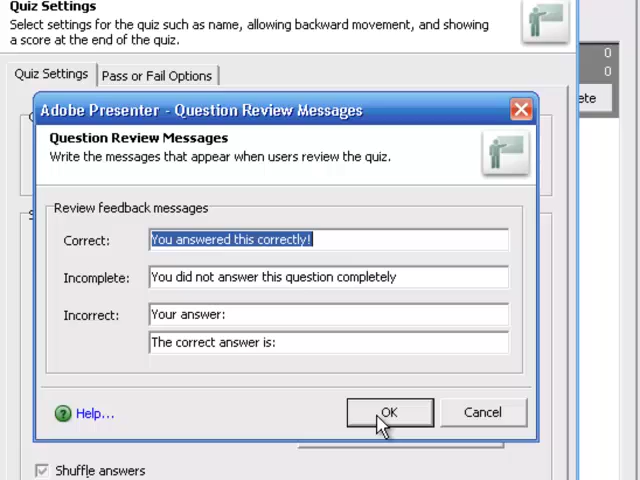 Quiz Settings
Select settings for the quiz such as name, allowing backward movement, and showing
a score at the end of the quiz.
0
0
Quiz Settings
Pass or Fail Options
ete
Adobe Presenter - Question Review Messages
Question Review Messages
Write the messages that appear when users review the quiz.
Review feedback messages
Correct:
You answered this correctly!
Incomplete:
You did not answer this question completely
Incorrect:
Your answer:
The correct answer is:
? Help...
OK
Cancel
Shuffle answers